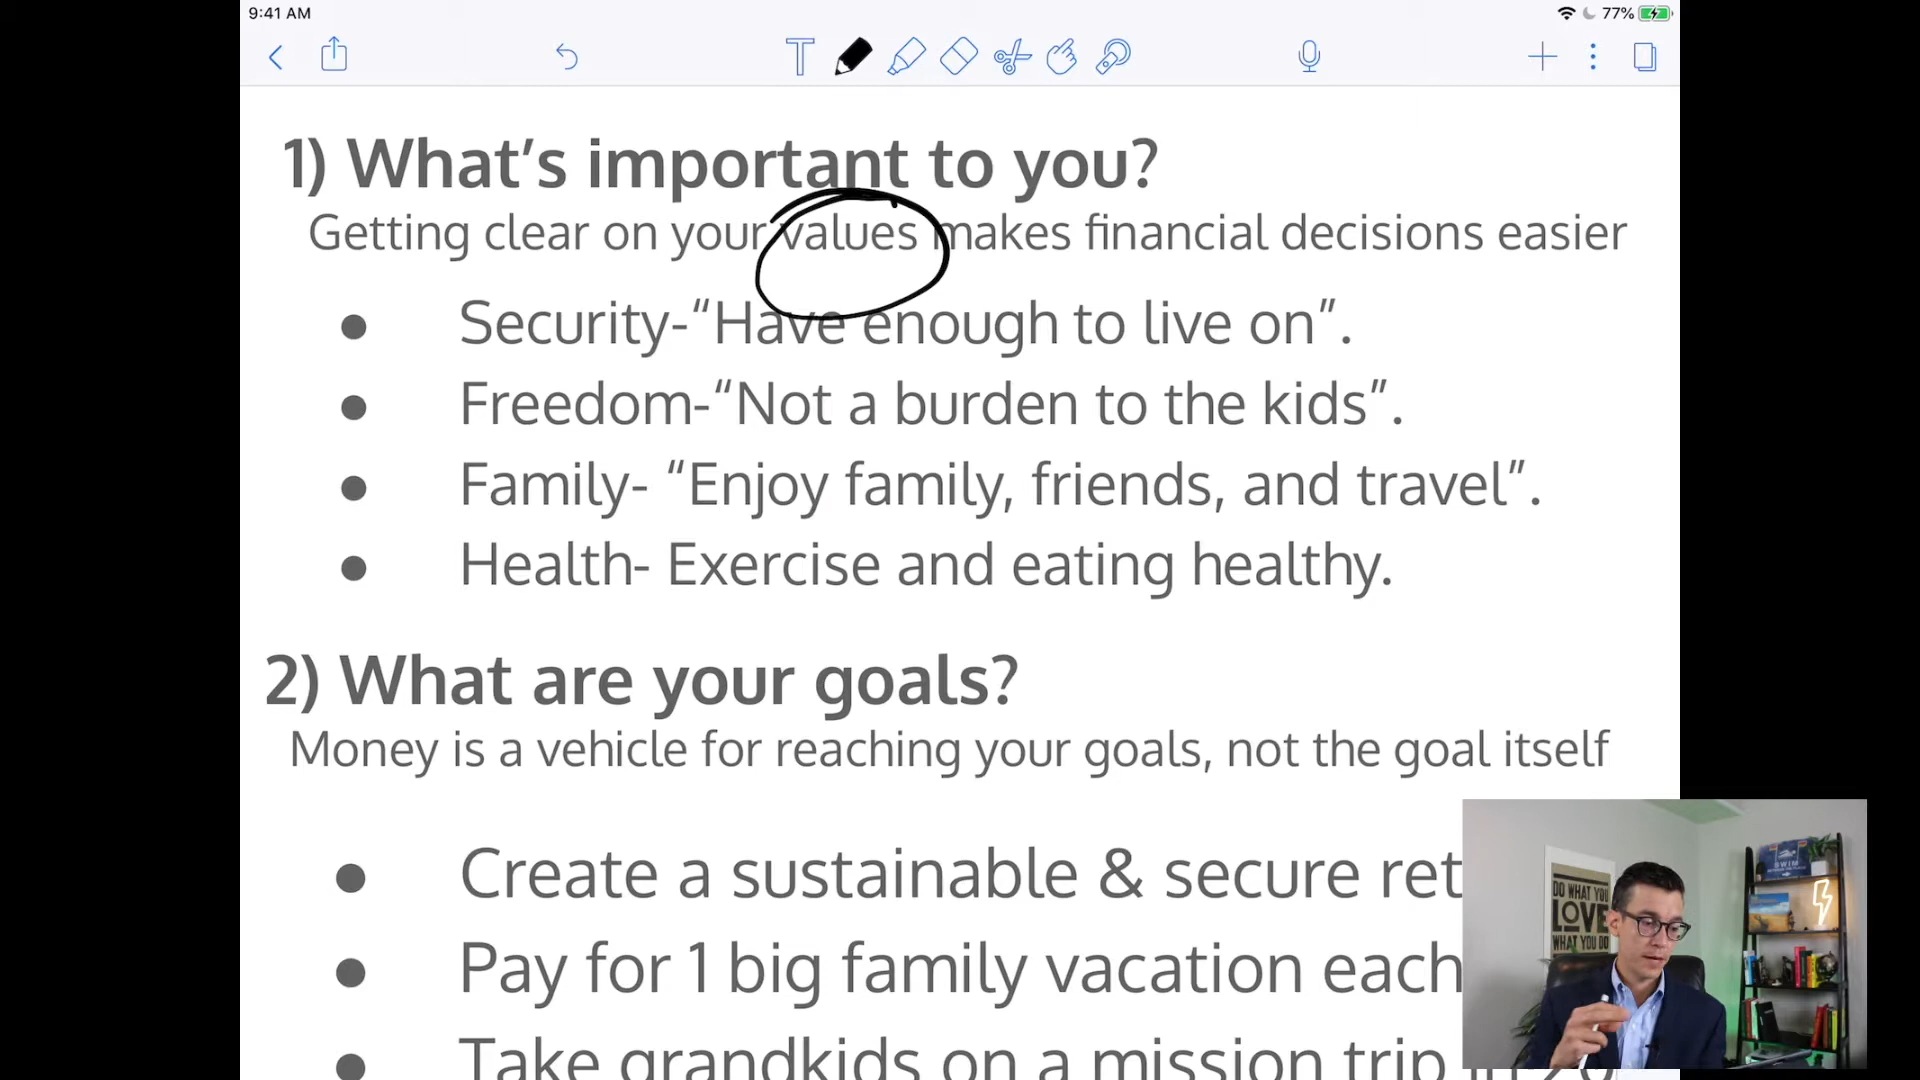 9:41 AM
77%
T
1) What’s important to you?
Getting clear on your values makes financial decisions easier
● Security-“Have enough to live on”.
● Freedom-“Not a burden to the kids”.
● Family- “Enjoy family, friends, and travel”.
● Health- Exercise and eating healthy.
2) What are your goals?
Money is a vehicle for reaching your goals, not the goal itself
● Create a sustainable & secure ret
● Pay for 1 big family vacation each
● Take grandkids on a mission trip in 20
DO WHAT YOU
LOVE
WHAT YOU DO
SWIM